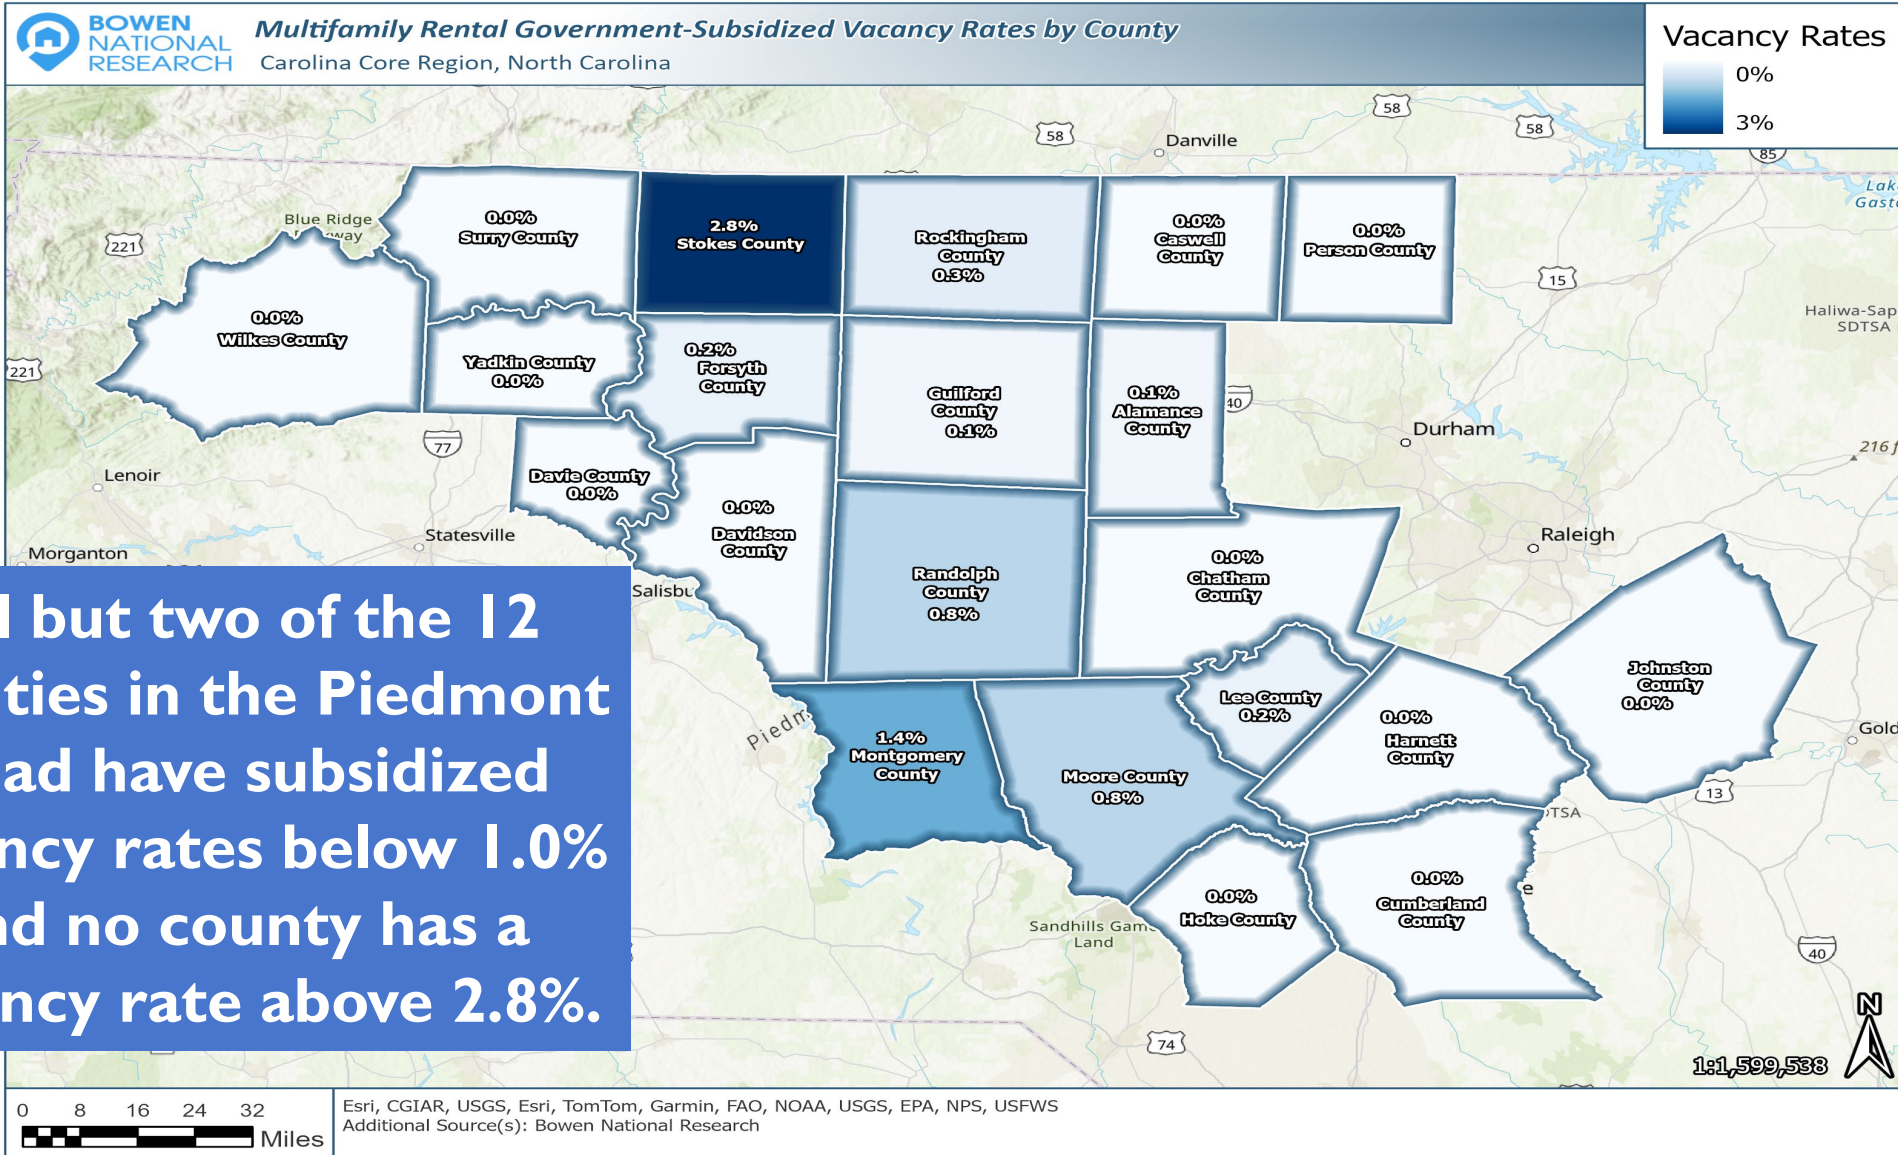 BOWEN
NATIONAL
RESEARCH
Multifamily Rental Government-Subsidized Vacancy Rates by County
Carolina Core Region, North Carolina
Vacancy Rates
0%
3%
58
58
58
Danville
85
Blue Ridge
221
0.0%
Surry County
2.8%
Stokes County
Rockingham
County
0.3%
0.0%
Caswell
County
0.0%
Person County
15
0.0%
Wilkes County
221
Yadkin County
0.0%
0.2%
Forsyth
County
Guilford
County
0.1%
0.1%
Alamance
County
40
Durham
Haliwa-Sap
SDTSA
216 f
77
Lenoir
Davie County
0.0%
0.0%
Davidson
County
Statesville
Morganton
Salisbu
Randolph
County
0.8%
0.0%
Chatham
County
Raleigh
Johnston
County
0.0%
Lee County
0.2%
0.0%
Harnett
County
Gold
Piedm
1.4%
Montgomery
County
Moore County
0.8%
13
TSA
0.0%
Hoke County
0.0%
Cumberland
County
e
Sandhills Game
Land
40
74
but two of the 12
ties in the Piedmont
ad have subsidized
ncy rates below 1.0%
nd no county has a
ncy rate above 2.8%.
N
1:1,599,538
0 8 16 24 32
Miles
Esri, CGIAR, USGS, Esri, TomTom, Garmin, FAO, NOAA, USGS, EPA, NPS, USFWS
Additional Source(s): Bowen National Research